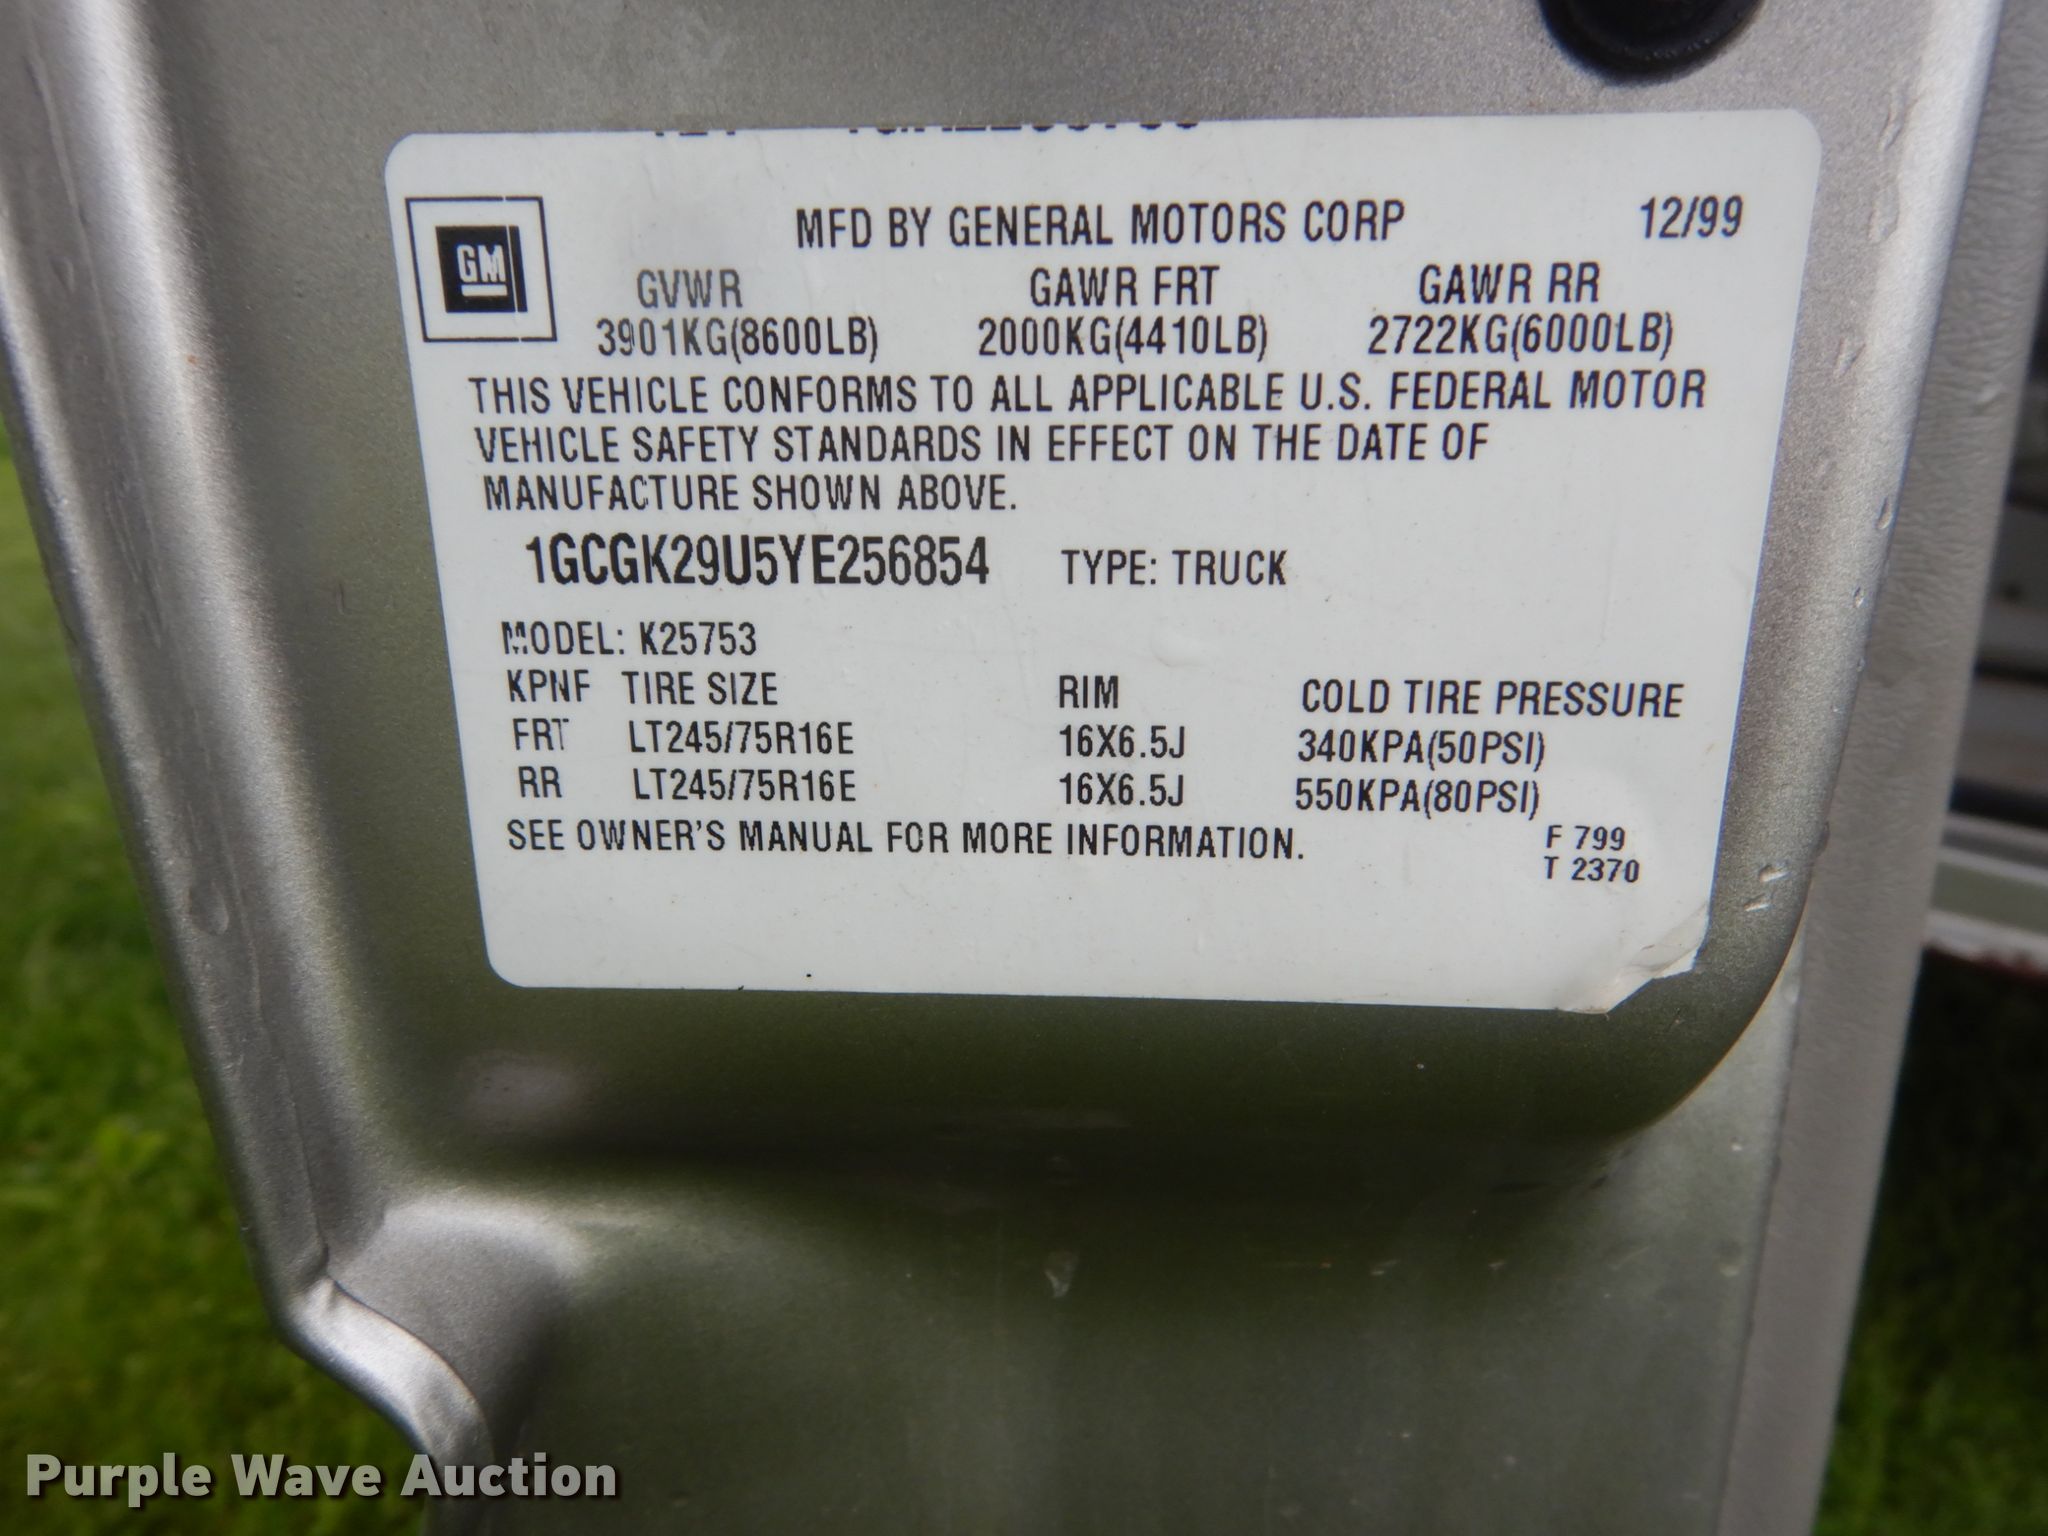 MFD BY GENERAL MOTORS CORP 12/99
GM
GVWR GAWR FRT GAWR RR
3901KG(8600LB) 2000KG(4410LB) 2722KG(6000LB)
THIS VEHICLE CONFORMS TO ALL APPLICABLE U.S. FEDERAL MOTOR
VEHICLE SAFETY STANDARDS IN EFFECT ON THE DATE OF
MANUFACTURE SHOWN ABOVE.
1GCGK29U5YE256854 TYPE: TRUCK
MODEL: K25753
KPNF TIRE SIZE RIM COLD TIRE PRESSURE
FRT LT245/75R16E 16X6.5J 340KPA(50PSI)
RR LT245/75R16E 16X6.5J 550KPA(80PSI)
SEE OWNER'S MANUAL FOR MORE INFORMATION.
F 799
T 2370
Purple Wave Auction